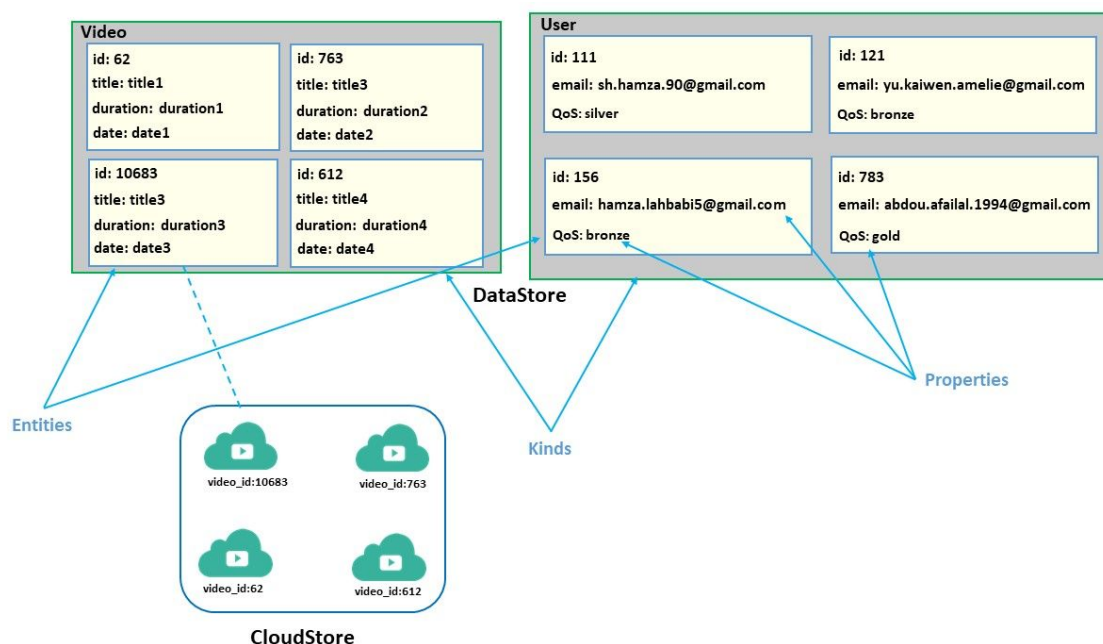 Video
id: 62
title: title1
duration: duration1
date: date1
id: 763
title: title3
duration: duration2
date: date2
id: 10683
title: title3
duration: duration3
date: date3
id: 612
title: title4
duration: duration4
date: date4
User
id: 111
email: sh.hamza.90@gmail.com
QoS: silver
id: 121
email: yu.kaiwen.amelie@gmail.com
QoS: bronze
id: 156
email: hamza.lahbabi5@gmail.com
QoS: bronze
id: 783
email: abdou.afailal.1994@gmail.com
QoS: gold
DataStore
Entities
Kinds
Properties
video_id:10683
video_id:763
video_id:62
video_id:612
CloudStore